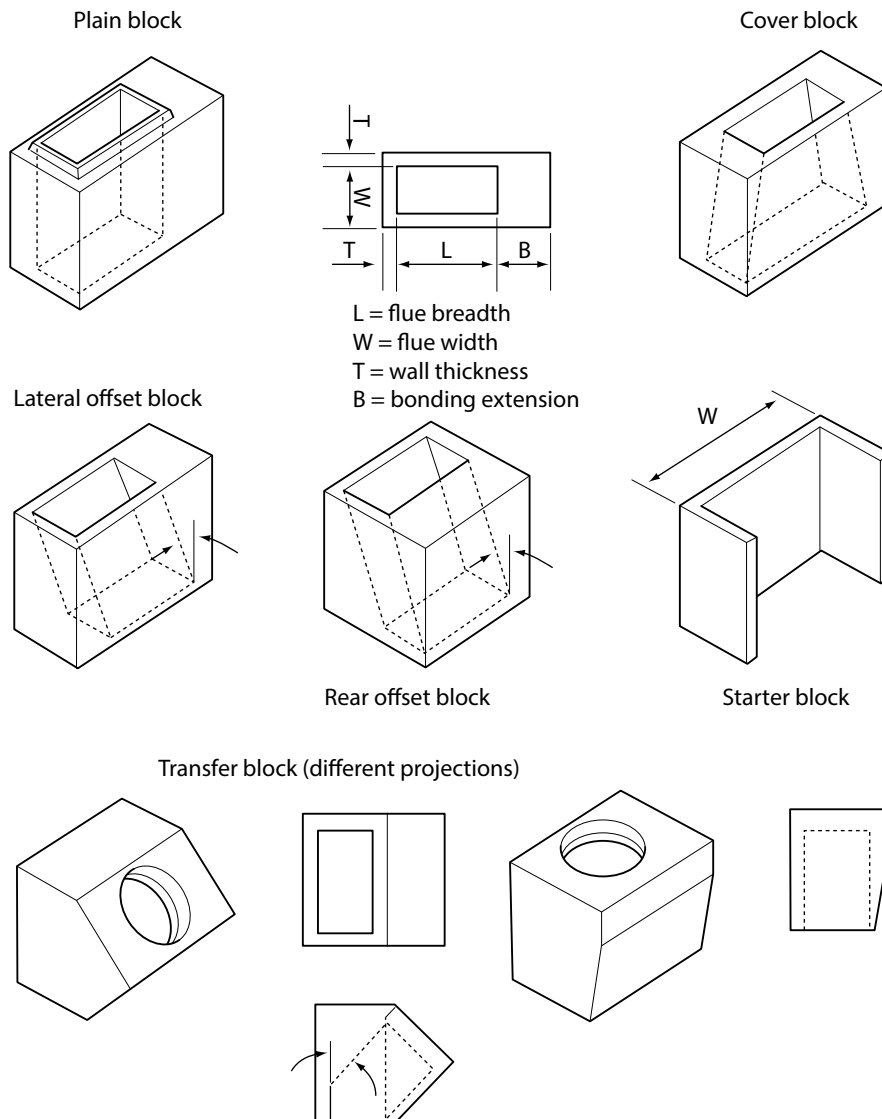 Plain block
Cover block
T
W
T
L
B
L = flue breadth
W = flue width
T = wall thickness
B = bonding extension
Lateral offset block
W
Rear offset block
Starter block
Transfer block (different projections)